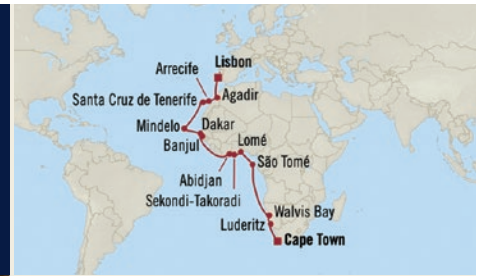 Lisbon
Arrecife
Agadir
Santa Cruz de Tenerife
Mindelo
Dakar
Banjul
Lomé
São Tomé
Abidjan
Sekondi-Takoradi
Walvis Bay
Luderitz
Cape Town